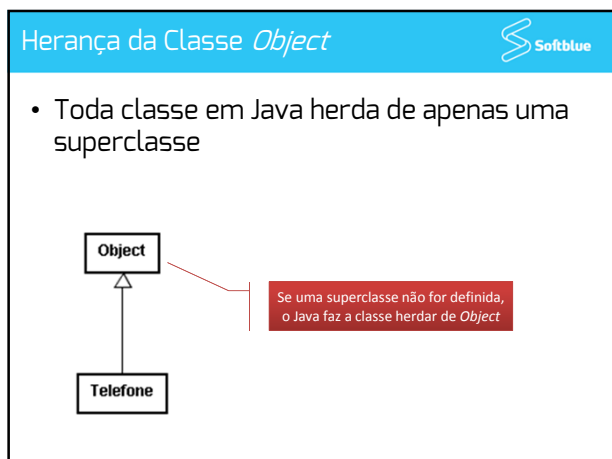 Herança da Classe Object
Softblue
• Toda classe em Java herda de apenas uma
superclasse
Object
Se uma superclasse não for definida,
o Java faz a classe herdar de Object
Telefone